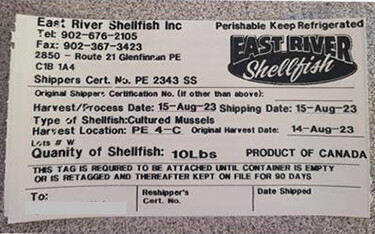 East River Shellfish Inc
Perishable Keep Refrigerated
Tel: 902-676-2105
Fax: 902-367-3423
2850 - Route 21 Glenfinnan PE
C1B 1A4
EAST RIVER
Shellfish
Shippers Cert. No. PE 2343 SS
Original Shippers Certification No. (if other than above):
Harvest/Process Date: 15-Aug-23 Shipping Date: 15-Aug-23
Type of Shellfish:Cultured Mussels
Harvest Location: PE 4-C Original Harvest Date: 14-Aug-23
Lots # W
Quanity of Shellfish: 10Lbs PRODUCT OF CANADA
THIS TAG IS REQUIRED TO BE ATTACHED UNTIL CONTAINER IS EMPTY
OR IS RETAGGED AND THEREAFTER KEPT ON FILE FOR 90 DAYS
To:
Reshipper's
Cert. No.
Date Shipped